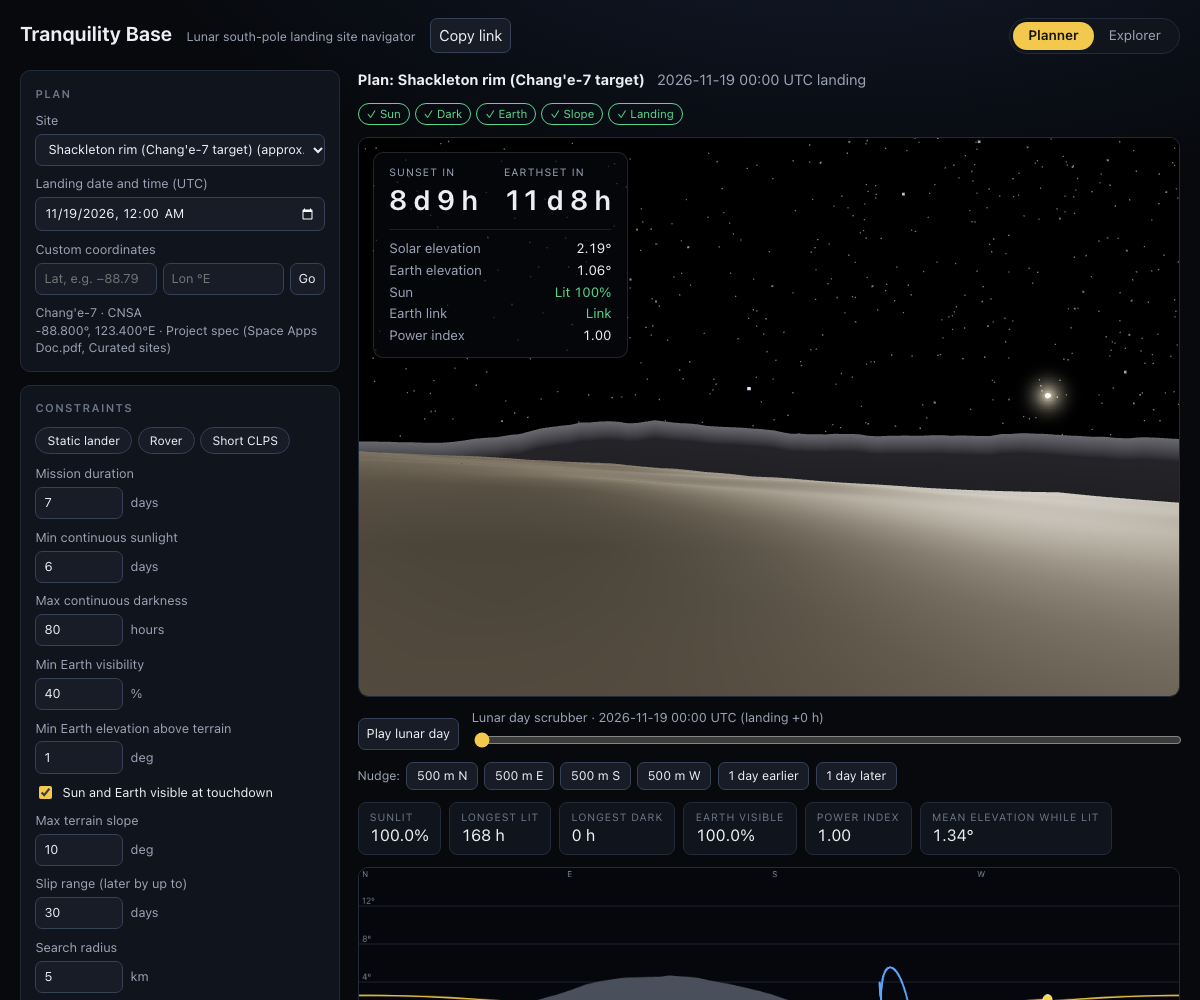 Tranquility Base Lunar south-pole landing site navigator Copy link Planner Explorer
PLAN
Site
Shackleton rim (Chang'e-7 target) (approx.
Landing date and time (UTC)
11/19/2026, 12:00 AM
Custom coordinates
Lat, e.g. −88.79 Lon °E Go
Chang'e-7 · CNSA
-88.800°, 123.400°E · Project spec (Space Apps
Doc.pdf, Curated sites)
CONSTRAINTS
Static lander Rover Short CLPS
Mission duration
7 days
Min continuous sunlight
6 days
Max continuous darkness
80 hours
Min Earth visibility
40 %
Min Earth elevation above terrain
1 deg
Sun and Earth visible at touchdown
Max terrain slope
10 deg
Slip range (later by up to)
30 days
Search radius
5 km
Plan: Shackleton rim (Chang'e-7 target) 2026-11-19 00:00 UTC landing
✓ Sun ✓ Dark ✓ Earth ✓ Slope ✓ Landing
SUNSET IN EARTHSET IN
8 d 9 h 11 d 8 h
Solar elevation 2.19°
Earth elevation 1.06°
Sun Lit 100%
Earth link Link
Power index 1.00
Play lunar day Lunar day scrubber · 2026-11-19 00:00 UTC (landing +0 h)
Nudge: 500 m N 500 m E 500 m S 500 m W 1 day earlier 1 day later
SUNLIT LONGEST LIT LONGEST DARK EARTH VISIBLE POWER INDEX MEAN ELEVATION WHILE LIT
100.0% 168 h 0 h 100.0% 1.00 1.34°
N E S W
12°
8°
4°